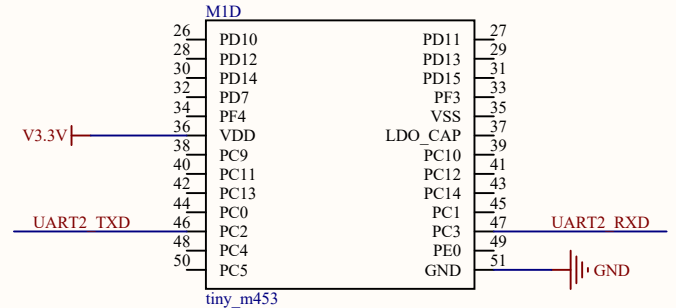 M1D
26 PD10 PD11 27
28 PD12 PD13 29
30 PD14 PD15 31
32 PD7 PF3 33
34 PF4 VSS 35
V3.3V 36 VDD LDO_CAP 37
38 PC9 PC10 39
40 PC11 PC12 41
42 PC13 PC14 43
44 PC0 PC1 45
UART2_TXD 46 PC2 PC3 47 UART2_RXD
48 PC4 PE0 49
50 PC5 GND 51 GND
tiny_m453